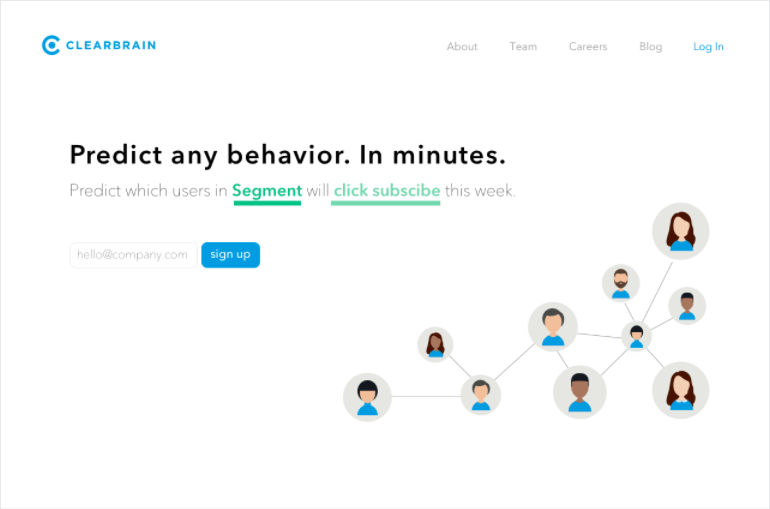 CLEARBRAIN
About Team Careers Blog Log In
Predict any behavior. In minutes.
Predict which users in Segment will click subscibe this week.
hello@company.com sign up